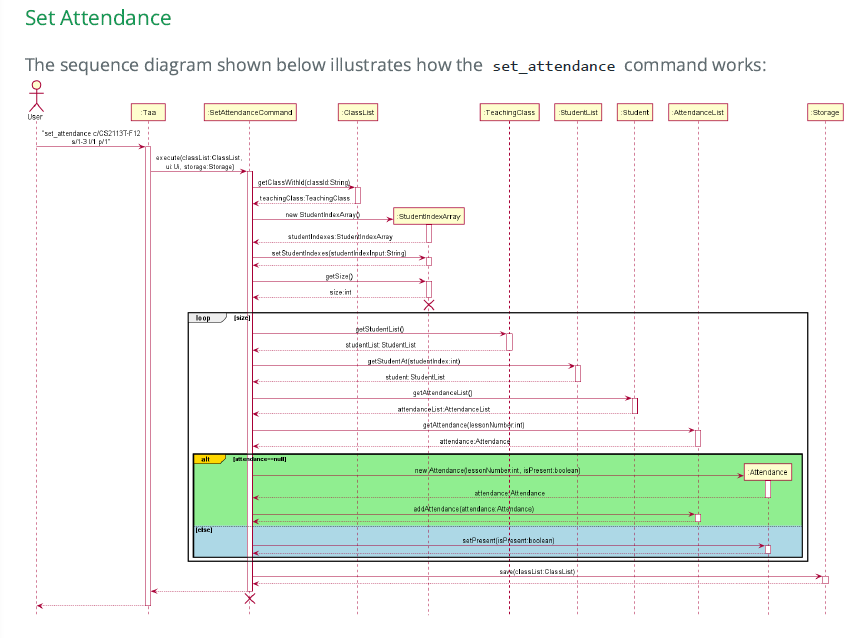 Set Attendance
The sequence diagram shown below illustrates how the set_attendance command works:
User
:Taa
:SetAttendanceCommand
:ClassList
:TeachingClass
:StudentList
:Student
:AttendanceList
:Storage
"set_attendance c/CS2113T-F12
s/1-3 l/1 p/1"
execute(classList:ClassList,
ui:Ui, storage:Storage)
getClassWithId(classId:String)
teachingClass:TeachingClass
new StudentIndexArray()
:StudentIndexArray
studentIndexes:StudentIndexArray
setStudentIndexes(studentIndexInput:String)
getSize()
size:int
loop [size]
getStudentList()
studentList:StudentList
getStudentAt(studentIndex:int)
student:StudentList
getAttendanceList()
attendanceList:AttendanceList
getAttendance(lessonNumber:int)
attendance:Attendance
alt [attendance==null]
new Attendance(lessonNumber:int, isPresent:boolean)
:Attendance
attendance:Attendance
addAttendance(attendance:Attendance)
[else]
setPresent(isPresent:boolean)
save(classList:ClassList)